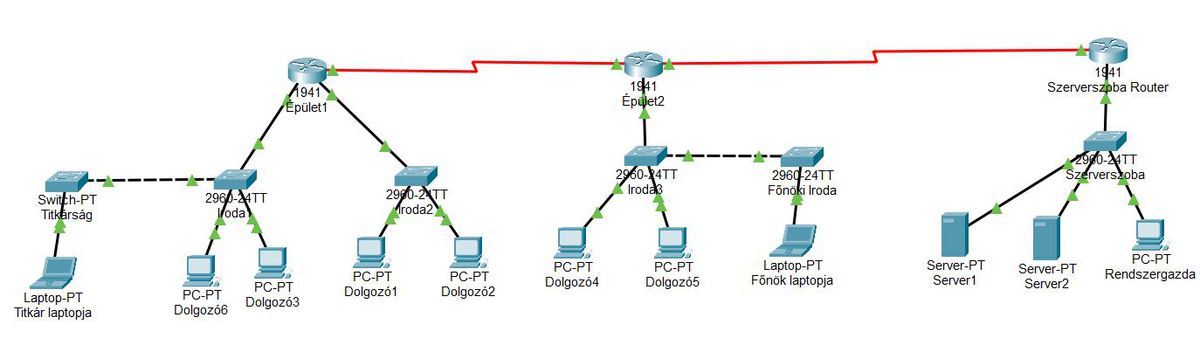 1941
Épület1
1941
Épület2
1941
Szerverszoba Router
Switch-PT
Titkárság
2960-24TT
Iroda
2960-24TT
Iroda2
2960-24TT
Iroda3
2960-24TT
Főnöki Iroda
2960-24TT
Szerverszoba
Laptop-PT
Titkár laptopja
PC-PT
Dolgozó6
PC-PT
Dolgozó3
PC-PT
Dolgozó1
PC-PT
Dolgozó2
PC-PT
Dolgozó4
PC-PT
Dolgozó5
Laptop-PT
Főnök laptopja
Server-PT
Server1
Server-PT
Server2
PC-PT
Rendszergazda